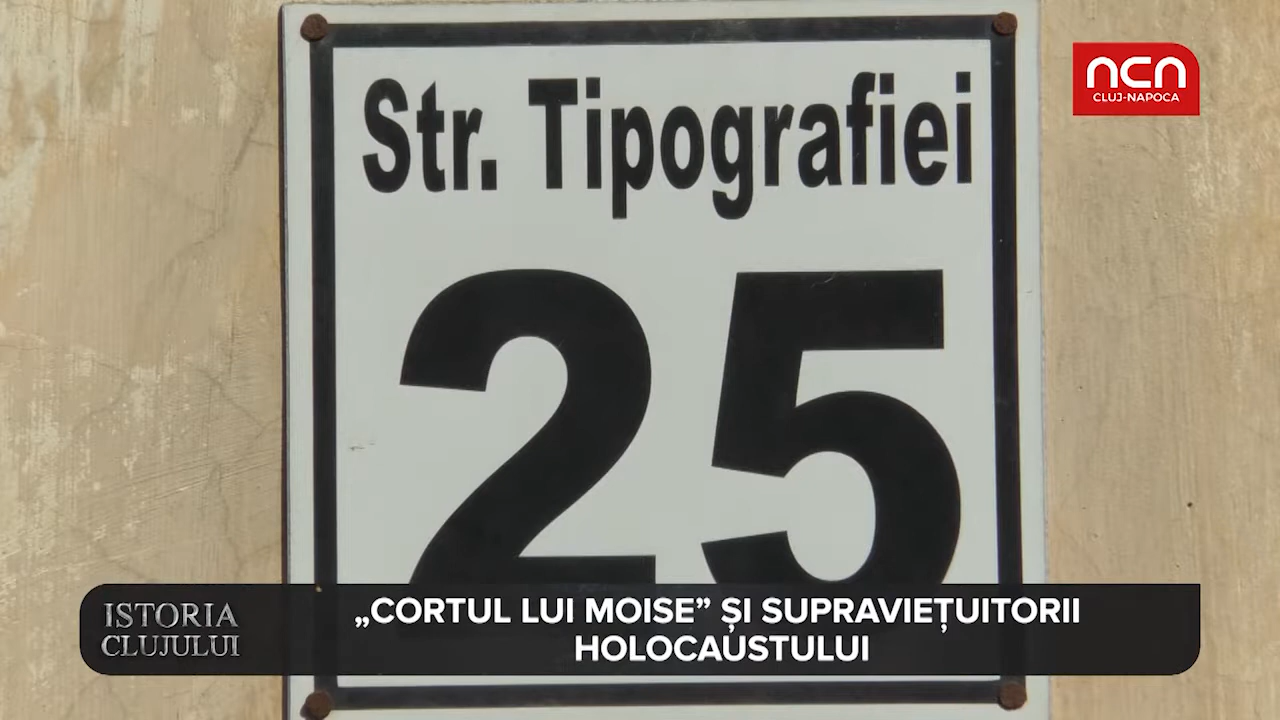 Str. Tipografiei
25
ncn
CLUJ-NAPOCA
ISTORIA
CLUJULUI
„CORTUL LUI MOISE” ȘI SUPRAVIEȚUITORII
HOLOCAUSTULUI